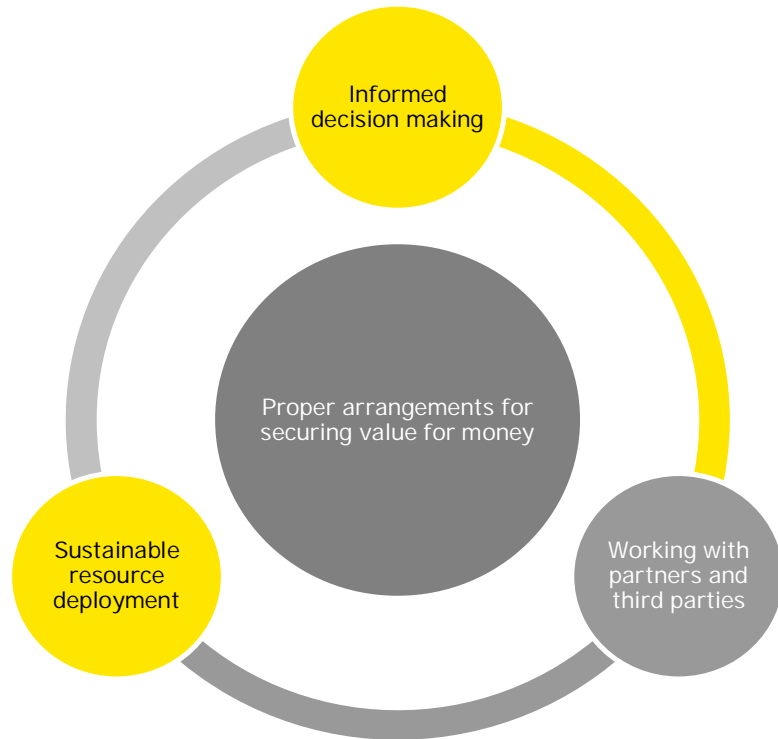 Informed
decision making
Proper arrangements for
securing value for money
Sustainable
resource
deployment
Working with
partners and
third parties